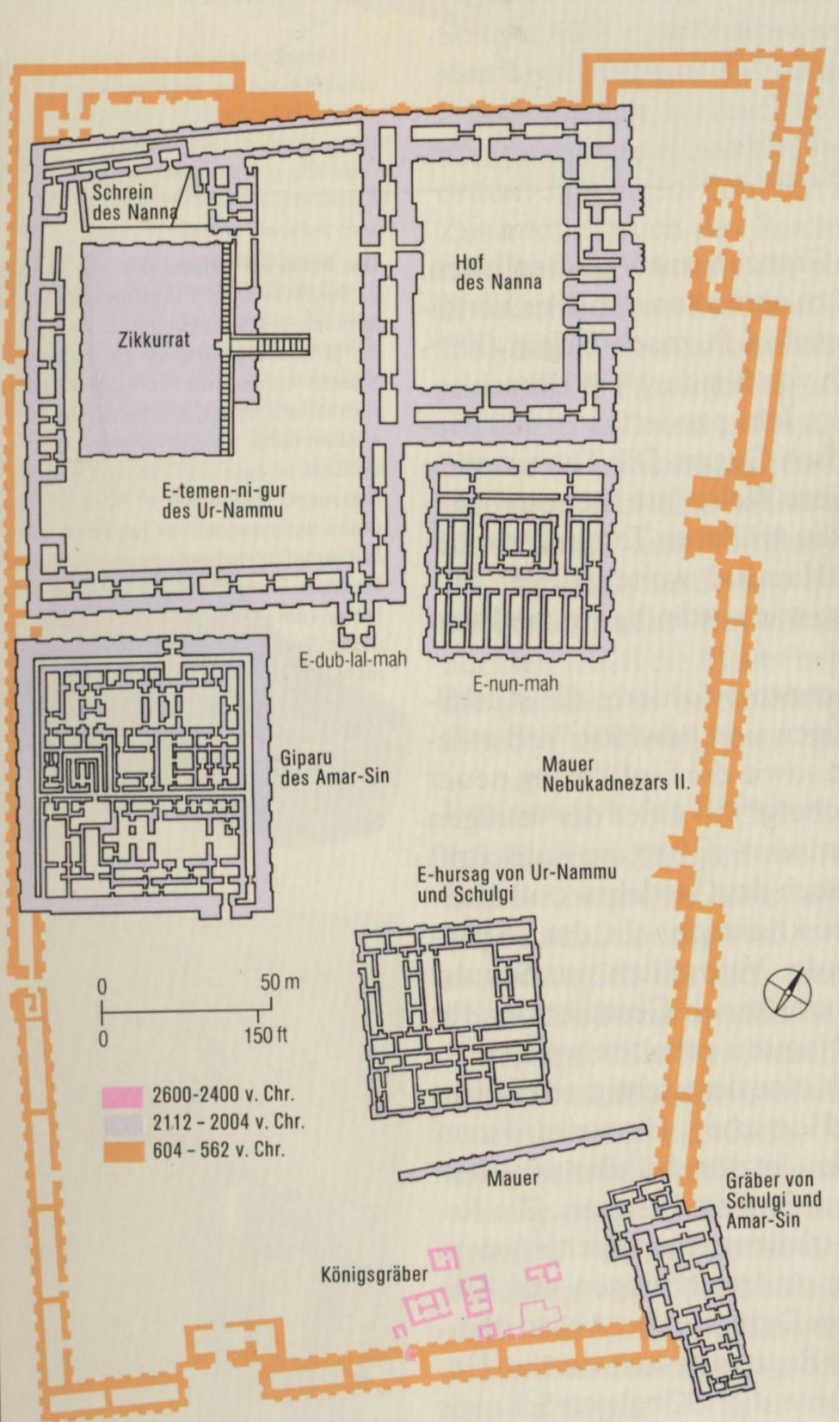 Schrein
des Nanna
Hof
des Nanna
Zikkurrat
E-temen-ni-gur
des Ur-Nammu
E-dub-lal-mah
E-nun-mah
Giparu
des Amar-Sin
Mauer
Nebukadnezars II.
E-hursag von Ur-Nammu
und Schulgi
0 50 m
0 150 ft
2600-2400 v. Chr.
2112 – 2004 v. Chr.
604 – 562 v. Chr.
Mauer
Gräber von
Schulgi und
Amar-Sin
Königsgräber